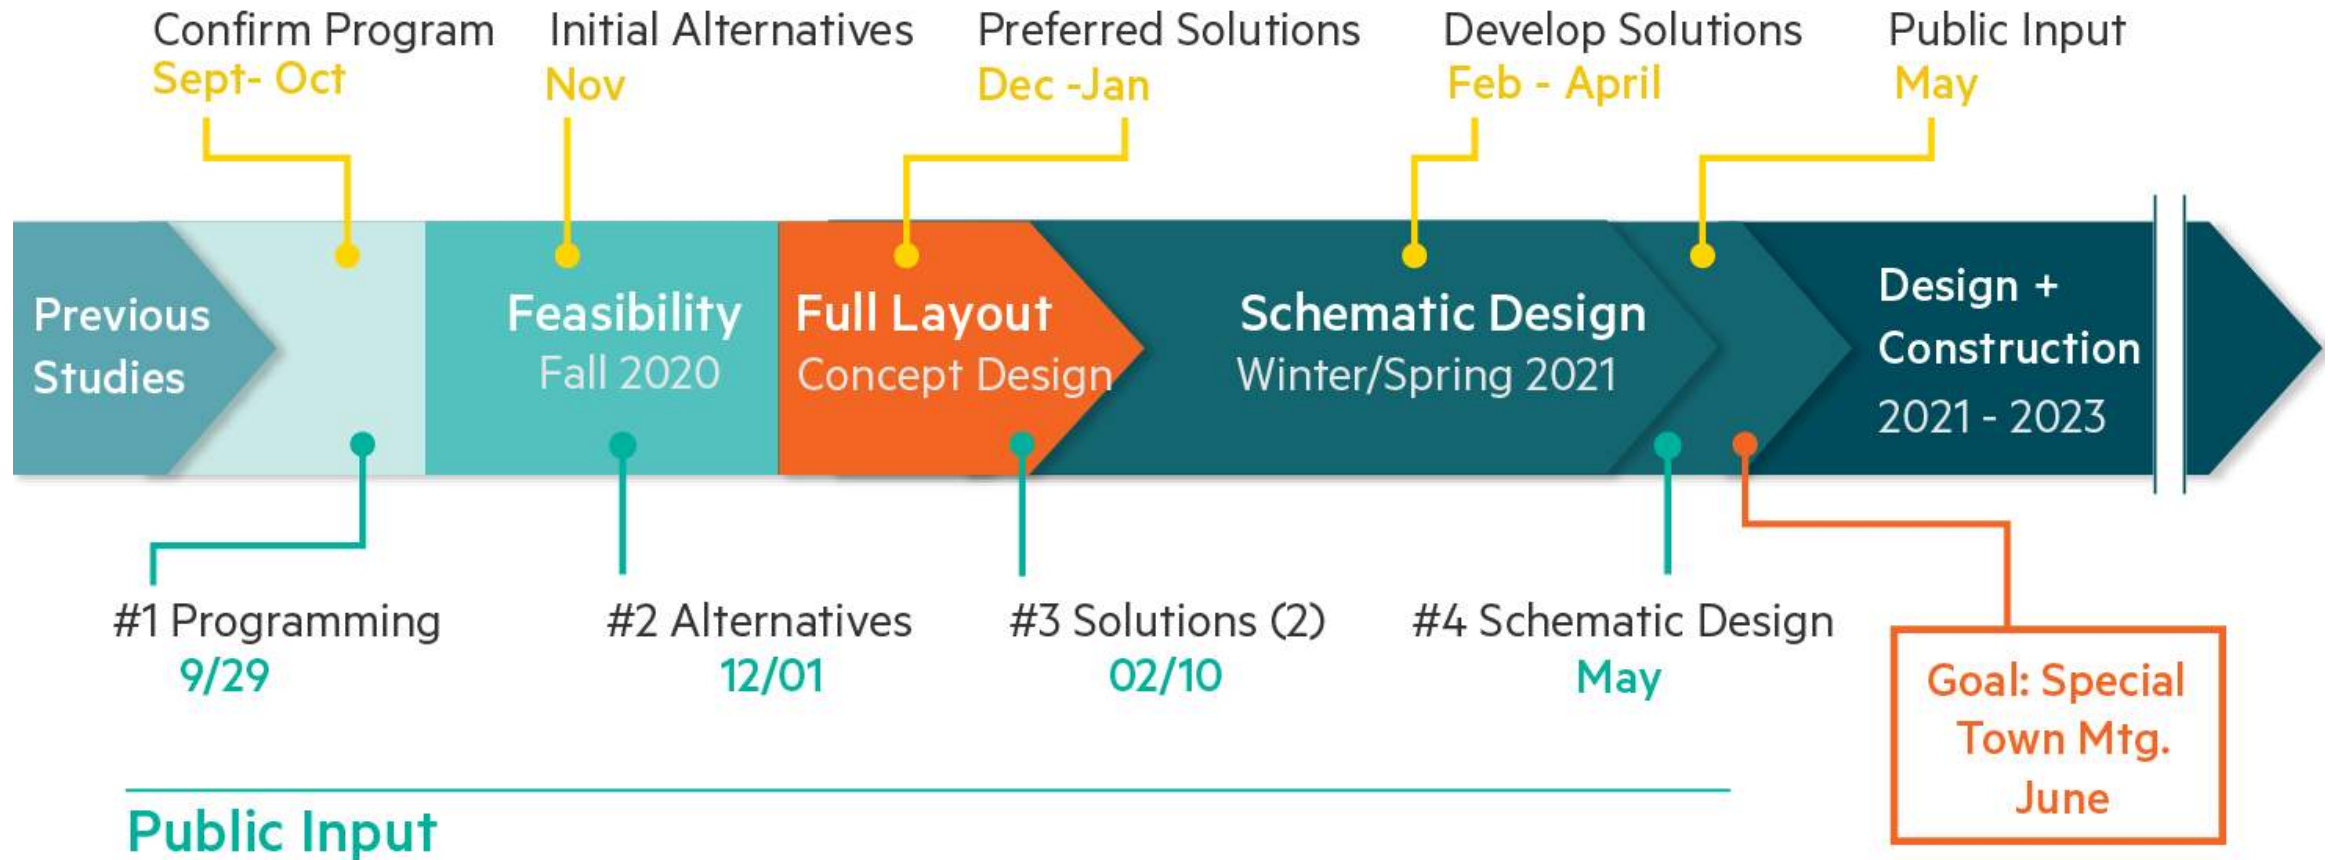 Confirm Program
Sept- Oct
Initial Alternatives
Nov
Preferred Solutions
Dec -Jan
Develop Solutions
Feb - April
Public Input
May
Previous
Studies
Feasibility
Fall 2020
Full Layout
Concept Design
Schematic Design
Winter/Spring 2021
Design +
Construction
2021 - 2023
#1 Programming
9/29
#2 Alternatives
12/01
#3 Solutions (2)
02/10
#4 Schematic Design
May
Goal: Special
Town Mtg.
June
Public Input